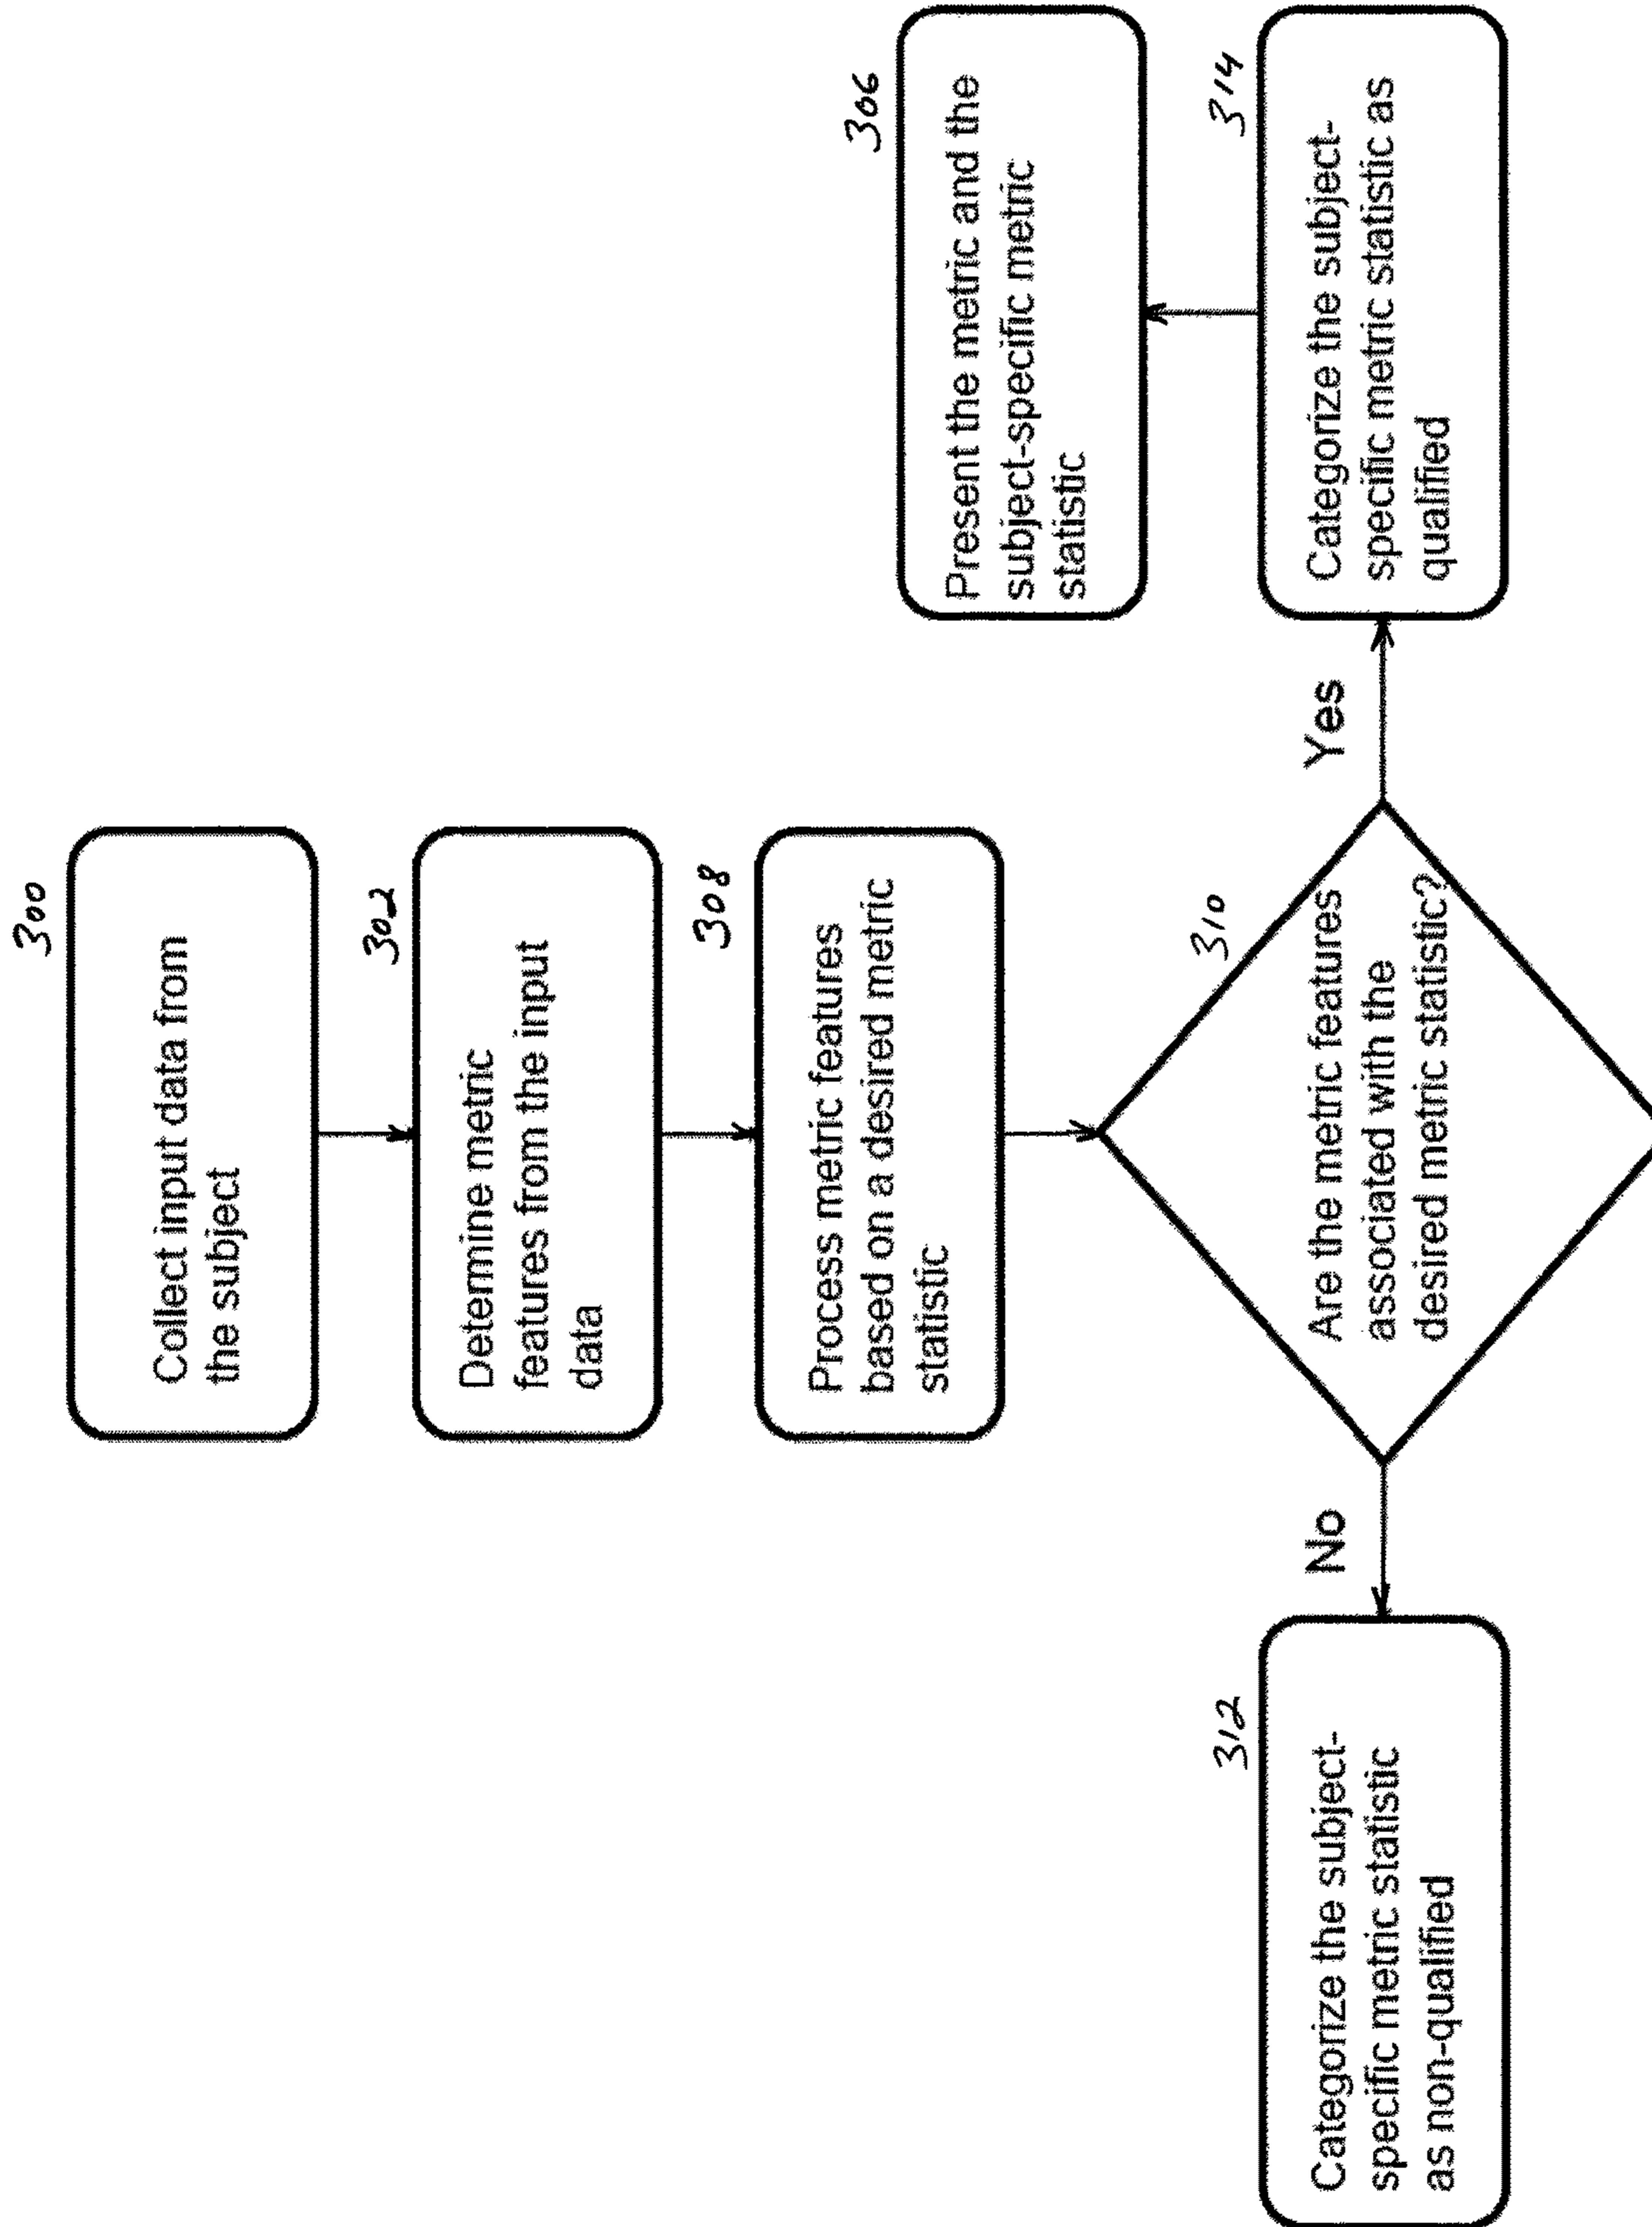 300
Collect input data from
the subject
302
Determine metric
features from the input
data
308
Process metric features
based on a desired metric
statistic
310
Are the metric features
associated with the
desired metric statistic?
No
312
Categorize the subject-
specific metric statistic
as non-qualified
Yes
314
Categorize the subject-
specific metric statistic as
qualified
306
Present the metric and the
subject-specific metric
statistic